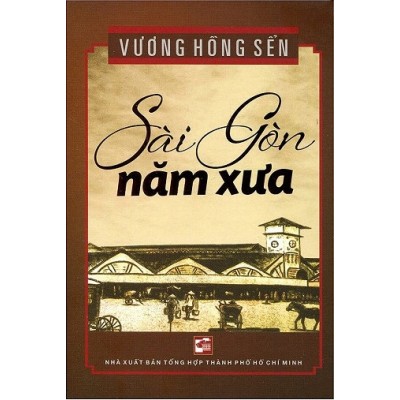 VƯƠNG HỒNG SỂN
Sài Gòn
năm xưa
NHÀ XUẤT BẢN TỔNG HỢP THÀNH PHỐ HỒ CHÍ MINH